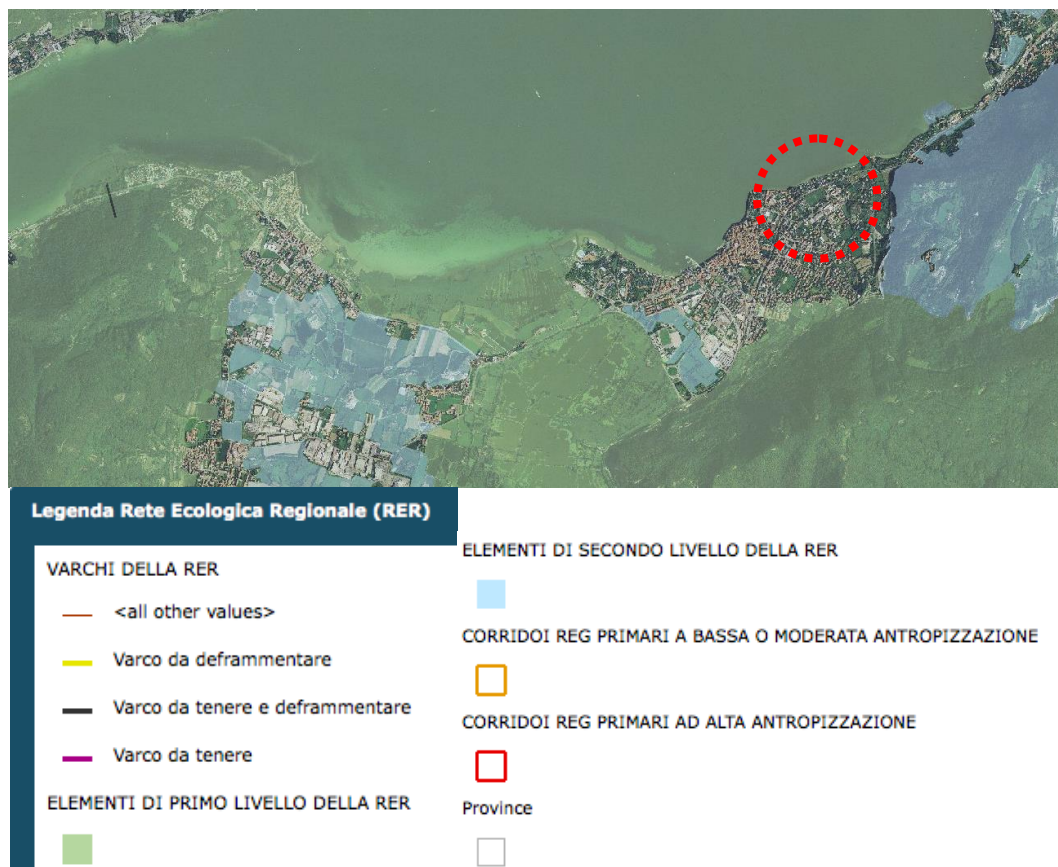 Legenda Rete Ecologica Regionale (RER)
VARCHI DELLA RER
<all other values>
Varco da deframmentare
Varco da tenere e deframmentare
Varco da tenere
ELEMENTI DI PRIMO LIVELLO DELLA RER
ELEMENTI DI SECONDO LIVELLO DELLA RER
CORRIDOI REG PRIMARI A BASSA O MODERATA ANTROPIZZAZIONE
CORRIDOI REG PRIMARI AD ALTA ANTROPIZZAZIONE
Province